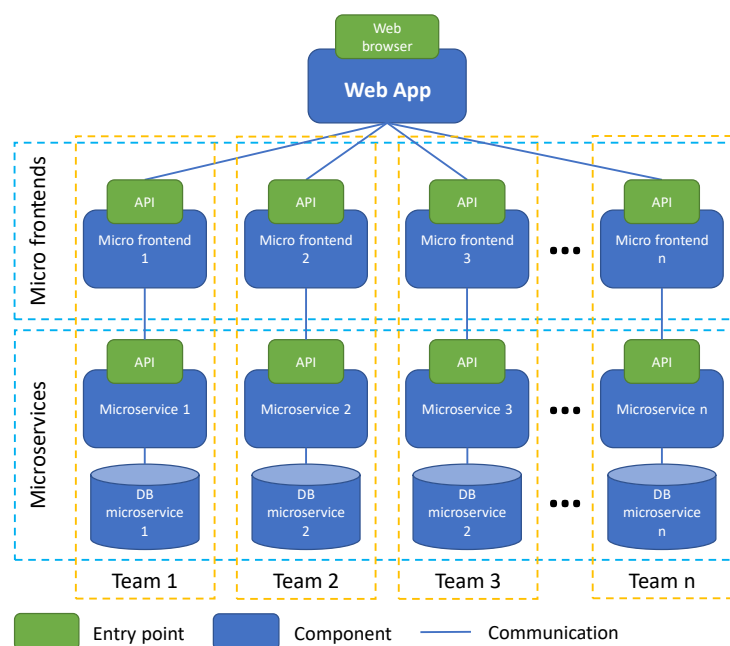 Web
browser
Web App
Micro frontends
API
API
API
API
Micro frontend
1
Micro frontend
2
Micro frontend
3
Micro frontend
n
...
Microservices
API
API
API
API
Microservice 1
Microservice 2
Microservice 3
...
Microservice n
DB
microservice
1
DB
microservice
2
DB
microservice
2
...
DB
microservice
n
Team 1
Team 2
Team 3
Team n
Entry point
Component
Communication